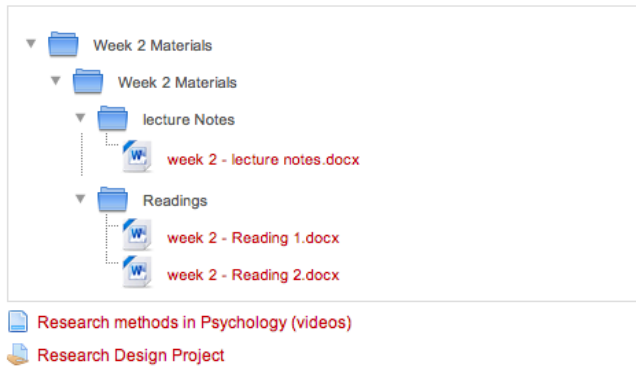 Week 2 Materials
Week 2 Materials
lecture Notes
week 2 - lecture notes.docx
Readings
week 2 - Reading 1.docx
week 2 - Reading 2.docx
Research methods in Psychology (videos)
Research Design Project